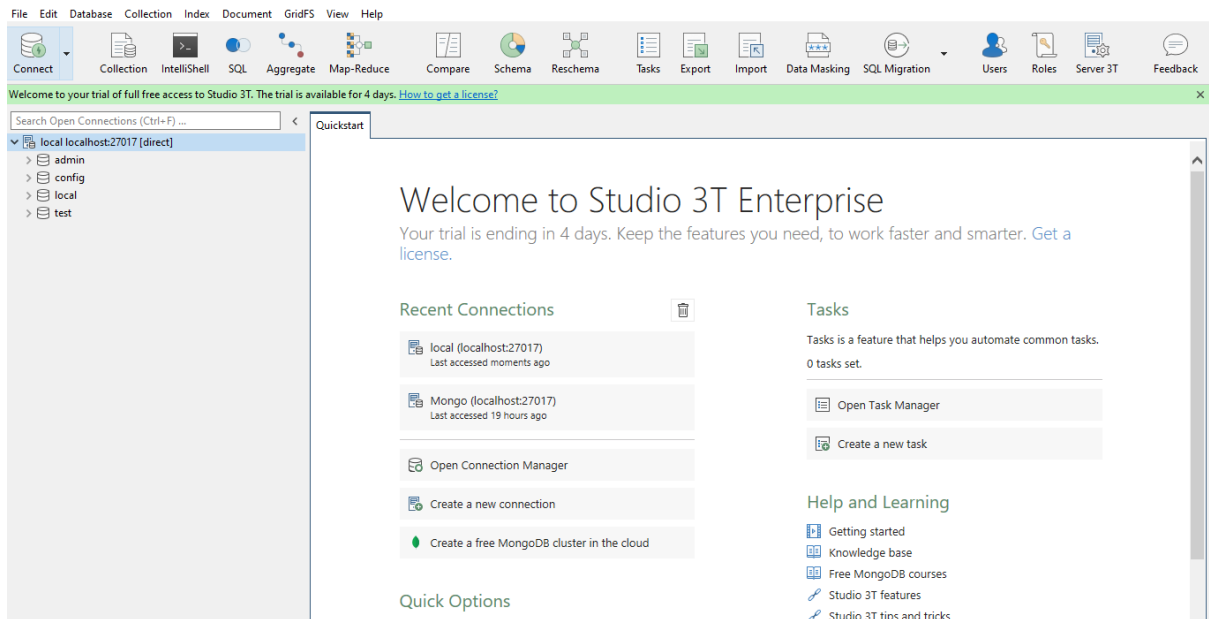 File Edit Database Collection Index Document GridFS View Help
Connect Collection IntelliShell SQL Aggregate Map-Reduce Compare Schema Reschema Tasks Export Import Data Masking SQL Migration Users Roles Server 3T Feedback
Welcome to your trial of full free access to Studio 3T. The trial is available for 4 days. How to get a license?
Search Open Connections (Ctrl+F) ...
local localhost:27017 [direct]
admin
config
local
test
Quickstart
Welcome to Studio 3T Enterprise
Your trial is ending in 4 days. Keep the features you need, to work faster and smarter. Get a
license.
Recent Connections
local (localhost:27017)
Last accessed moments ago
Mongo (localhost:27017)
Last accessed 19 hours ago
Open Connection Manager
Create a new connection
Create a free MongoDB cluster in the cloud
Quick Options
Tasks
Tasks is a feature that helps you automate common tasks.
0 tasks set.
Open Task Manager
Create a new task
Help and Learning
Getting started
Knowledge base
Free MongoDB courses
Studio 3T features
Studio 3T tips and tricks